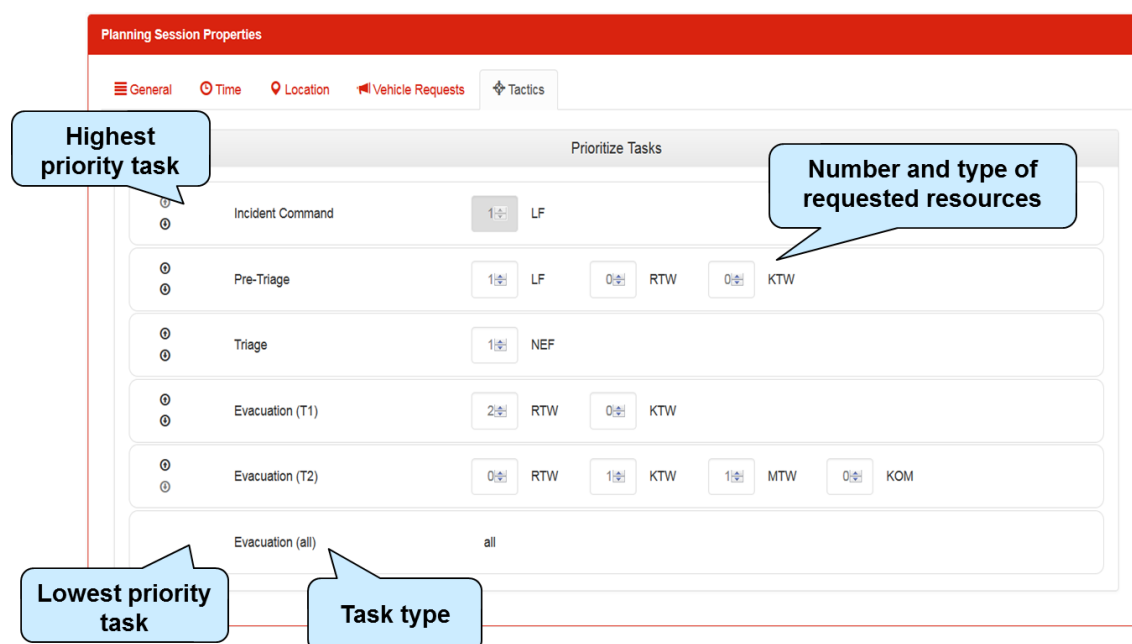 Planning Session Properties
General Time Location Vehicle Requests Tactics
Highest
priority task
Prioritize Tasks
Number and type of
requested resources
Incident Command 1 LF
Pre-Triage 1 LF 0 RTW 0 KTW
Triage 1 NEF
Evacuation (T1) 2 RTW 0 KTW
Evacuation (T2) 0 RTW 1 KTW 1 MTW 0 KOM
Evacuation (all) all
Lowest priority
task
Task type